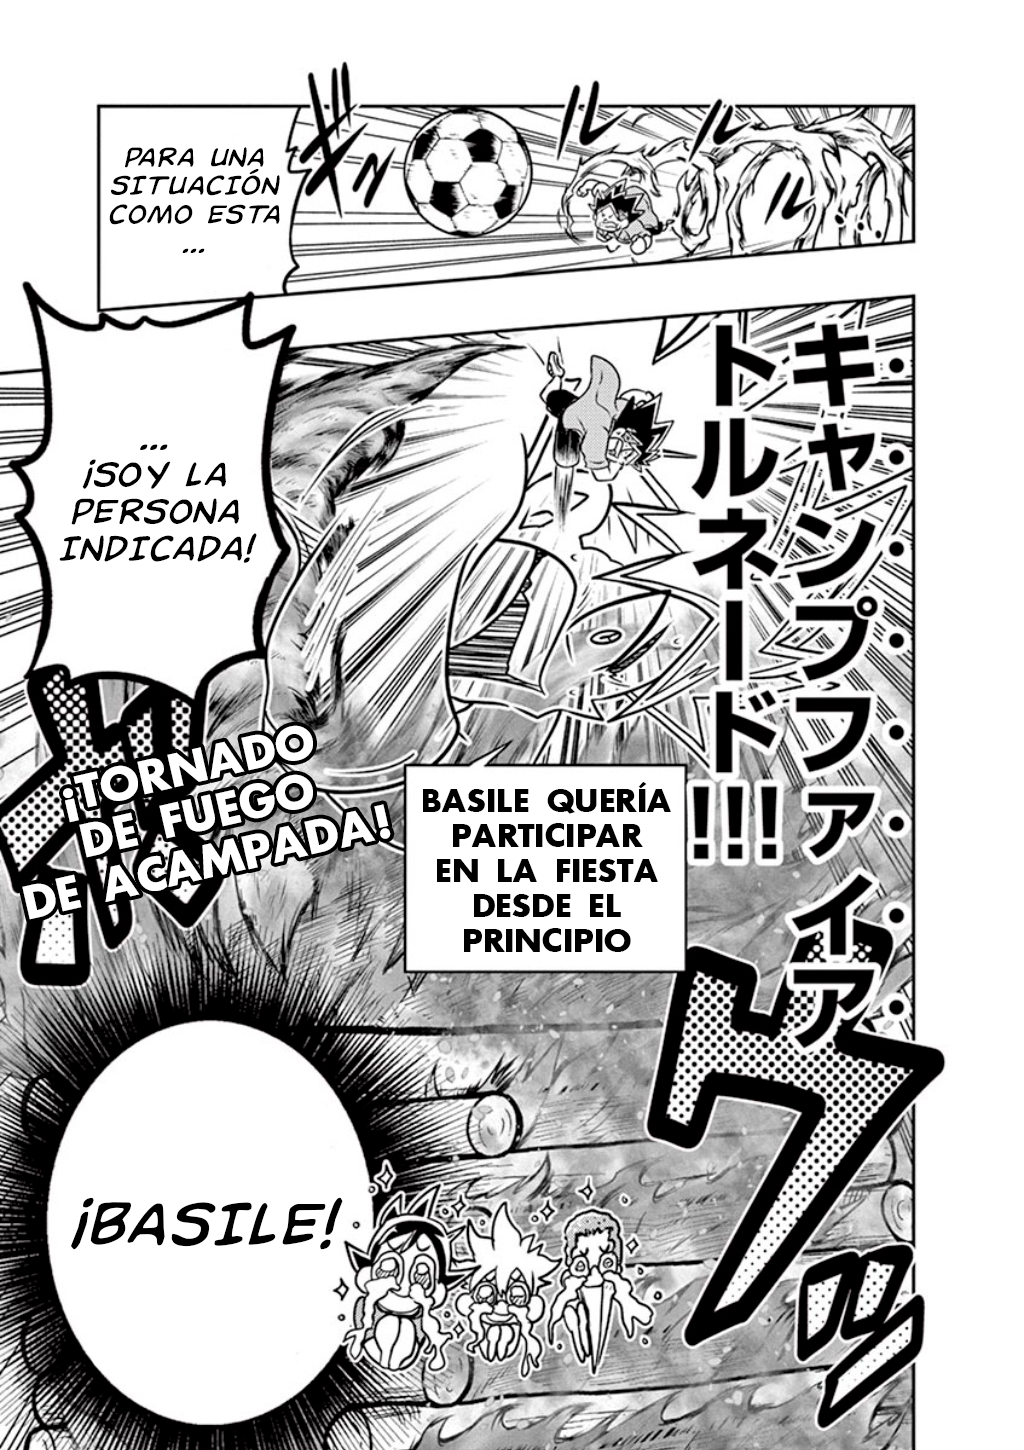 PARA UNA
SITUACIÓN
COMO ESTA
...
キャンプファイア
トルネード!!!
...
¡SOY LA
PERSONA
INDICADA!
¡TORNADO
DE FUEGO
DE ACAMPADA!
BASILE QUERÍA
PARTICIPAR
EN LA FIESTA
DESDE EL
PRINCIPIO
¡BASILE!